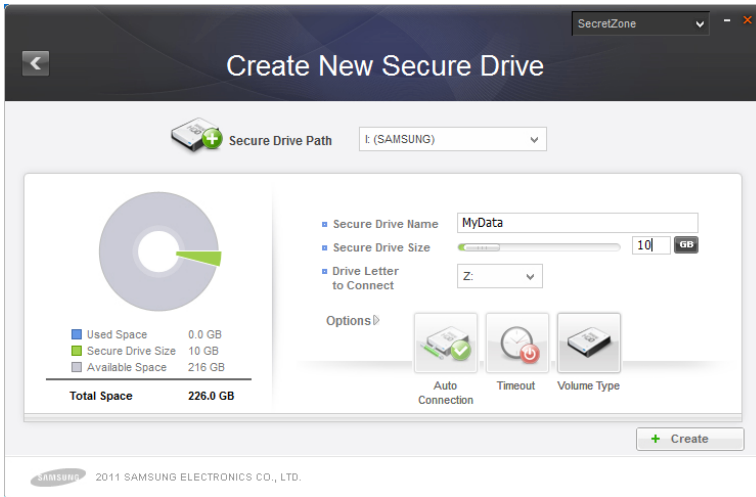 SecretZone
Create New Secure Drive
Secure Drive Path I: (SAMSUNG)
Secure Drive Name MyData
Secure Drive Size 10 GB
Drive Letter
to Connect Z:
Options
Used Space 0.0 GB
Secure Drive Size 10 GB
Available Space 216 GB
Total Space 226.0 GB
Auto
Connection
Timeout
Volume Type
+ Create
SAMSUNG 2011 SAMSUNG ELECTRONICS CO., LTD.